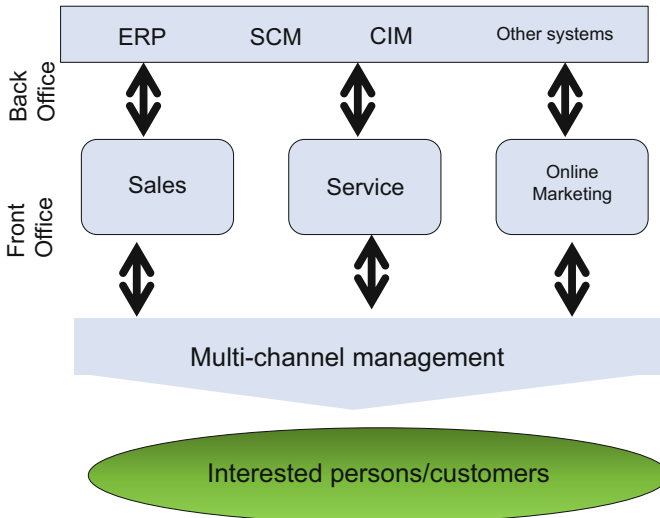 ERP SCM CIM Other systems
Back
Office
Sales
Service
Online
Marketing
Front
Office
Multi-channel management
Interested persons/customers